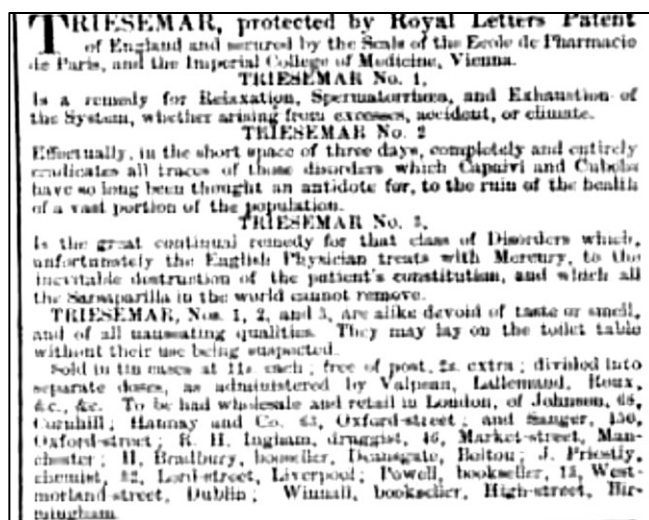 TRIESEMAR, protected by Royal Letters Patent
of England and secured by the Seals of the Ecole de Pharmacie
de Paris, and the Imperial College of Medicine, Vienna.
TRIESEMAR No. 1,
Is a remedy for Relaxation, Spermatorrhœa, and Exhaustion of
the System, whether arising from excesses, accident, or climate.
TRIESEMAR No. 2
Effectually, in the short space of three days, completely and entirely
eradicates all traces of those disorders which Capaivi and Cubebs
have so long been thought an antidote for, to the ruin of the health
of a vast portion of the population.
TRIESEMAR No. 3,
Is the great continual remedy for that class of Disorders which,
unfortunately the English Physician treats with Mercury, to the
inevitable destruction of the patient's constitution, and which all
the Sarsaparilla in the world cannot remove.
TRIESEMAR, Nos. 1, 2, and 3, are alike devoid of taste or smell,
and of all nauseating qualities. They may lay on the toilet table
without their use being suspected.
Sold in tin cases at 11s. each; free of post, 2s. extra; divided into
separate doses, as administered by Valpeau, Lallemand, Roux,
&c., &c. To be had wholesale and retail in London, of Johnson, 68,
Cornhill; Hannay and Co. 63, Oxford-street; and Sanger, 150,
Oxford-street; R. H. Ingham, druggist, 46, Market-street, Man-
chester; H. Bradbury, bookseller, Deansgate, Bolton; J. Priestly,
chemist, 52, Lord-street, Liverpool; Powell, bookseller, 15, West-
morland-street, Dublin; Winnall, bookseller, High-street, Bir-
mingham